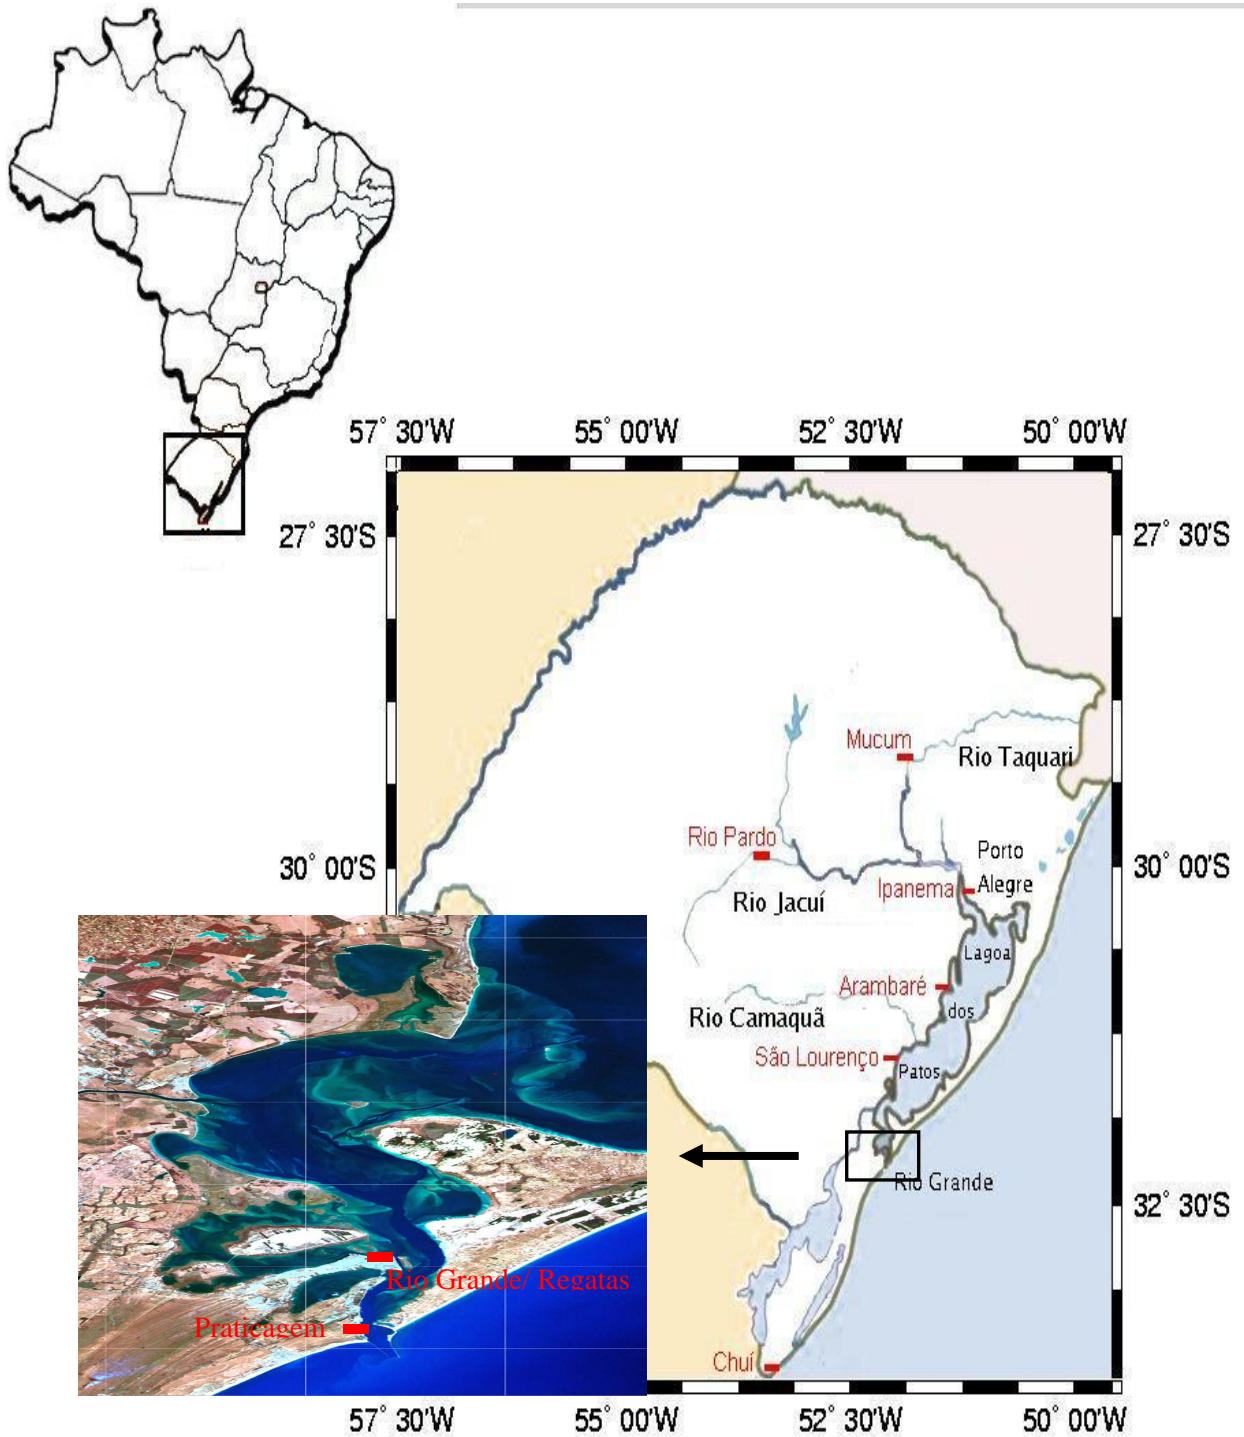 57° 30'W 55° 00'W 52° 30'W 50° 00'W
27° 30'S 27° 30'S
Mucum
Rio Taquari
Rio Pardo
Porto
30° 00'S 30° 00'S
Ipanema Alegre
Rio Jacuí
Lagoa
Arambaré
dos
Rio Camaquã
São Lourenço
Patos
Rio Grande
32° 30'S
Rio Grande/ Regatas
Praticagem
Chuí
57° 30'W 55° 00'W 52° 30'W 50° 00'W